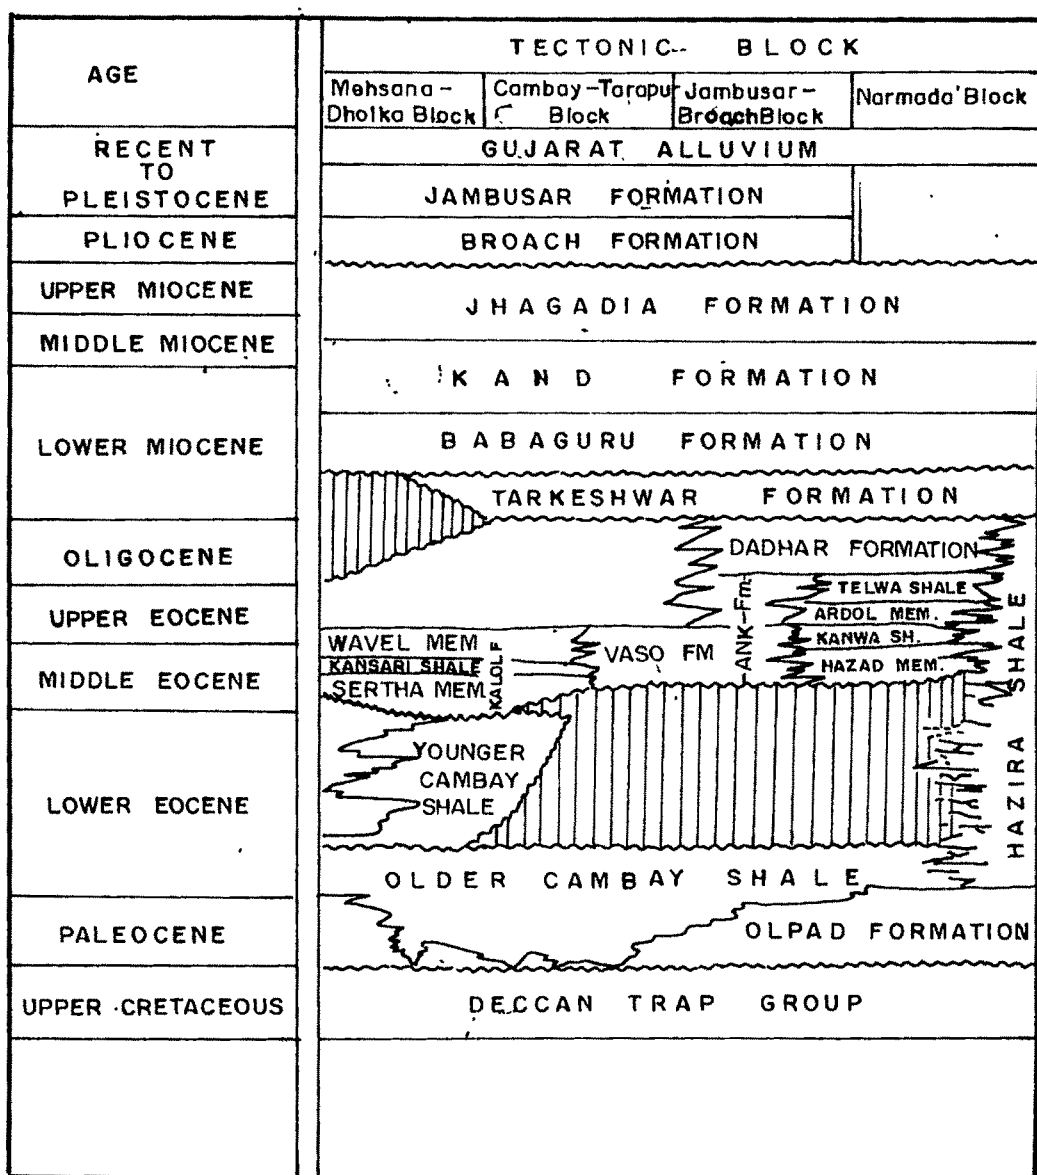 AGE
TECTONIC BLOCK
Mehsana-
Dholka Block
Cambay-Tarapur
Block
Jambusar-
Broach Block
Narmada Block
RECENT
TO
PLEISTOCENE
GUJARAT ALLUVIUM
JAMBUSAR FORMATION
PLIOCENE
BROACH FORMATION
UPPER MIOCENE
JHAGADIA FORMATION
MIDDLE MIOCENE
KAND FORMATION
LOWER MIOCENE
BABAGURU FORMATION
TARKESHWAR FORMATION
OLIGOCENE
DADHAR FORMATION
UPPER EOCENE
TELWA SHALE
ARDOL MEM.
WAVEL MEM
KANSARI SHALE
SERTHA MEM
KALOL F
VASO FM
ANK-Fm.
KANWA SH.
HAZAD MEM.
MIDDLE EOCENE
HAZIRA SHALE
LOWER EOCENE
YOUNGER
CAMBAY
SHALE
OLDER CAMBAY SHALE
PALEOCENE
OLPAD FORMATION
UPPER CRETACEOUS
DECCAN TRAP GROUP